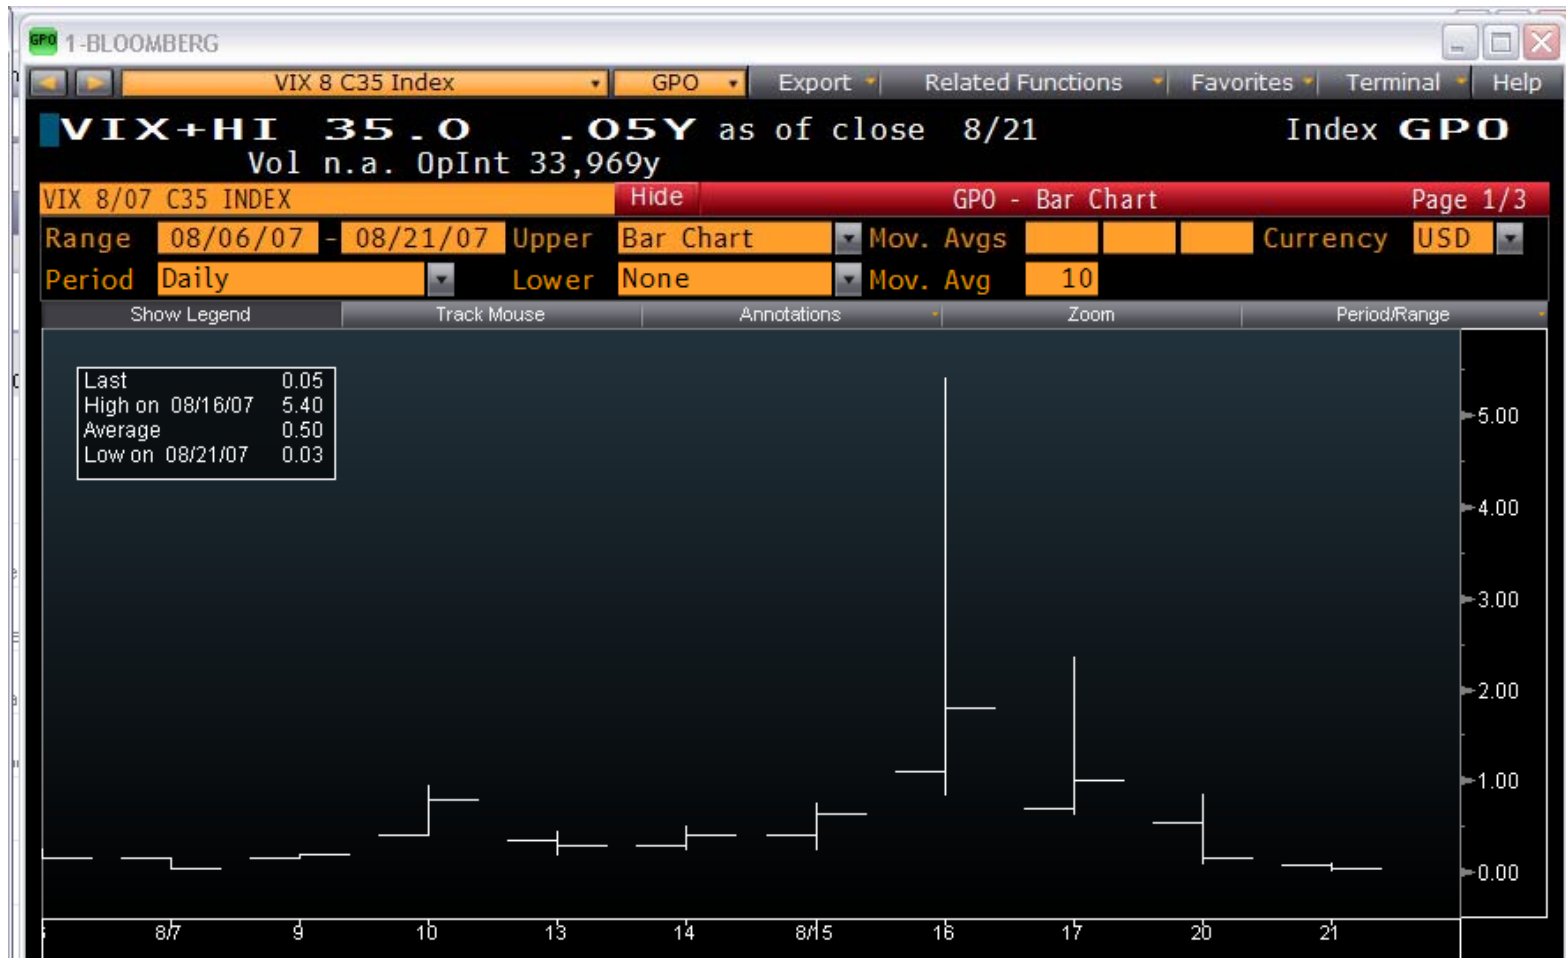 GPO 1-BLOOMBERG
VIX 8 C35 Index GPO Export Related Functions Favorites Terminal Help
VIX+HI 35.0 .05Y as of close 8/21 Index GPO
Vol n.a. OpInt 33,969y
VIX 8/07 C35 INDEX Hide GPO - Bar Chart Page 1/3
Range 08/06/07 - 08/21/07 Upper Bar Chart Mov. Avgs Currency USD
Period Daily Lower None Mov. Avg 10
Show Legend Track Mouse Annotations Zoom Period/Range
Last 0.05
High on 08/16/07 5.40
Average 0.50
Low on 08/21/07 0.03
5.00
4.00
3.00
2.00
1.00
0.00
8/7 9 10 13 14 8/15 16 17 20 21